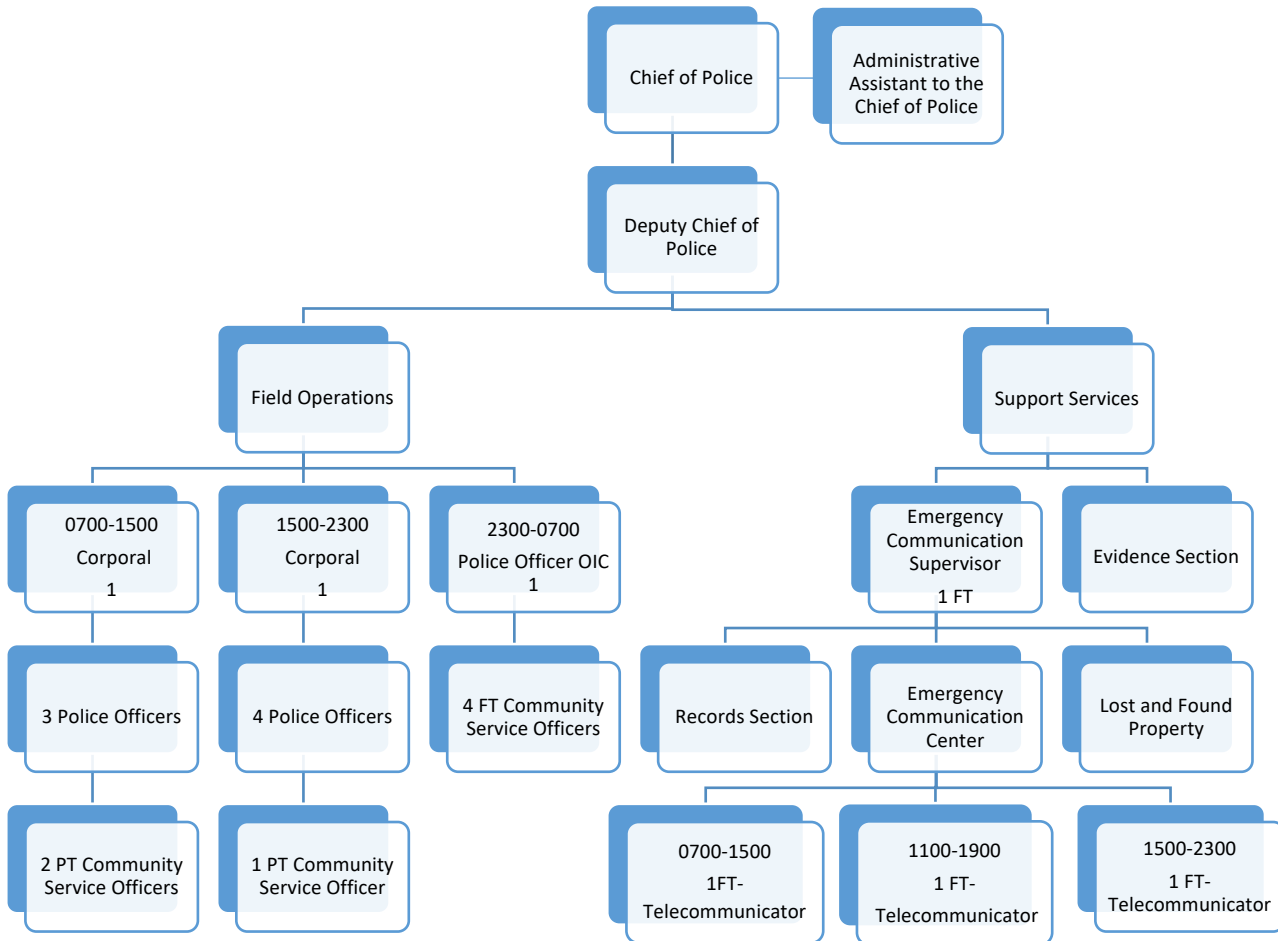 Chief of Police
Administrative
Assistant to the
Chief of Police
Deputy Chief of
Police
Field Operations
Support Services
0700-1500
Corporal
1
1500-2300
Corporal
1
2300-0700
Police Officer OIC
1
Emergency
Communication
Supervisor
1 FT
Evidence Section
3 Police Officers
4 Police Officers
4 FT Community
Service Officers
Records Section
Emergency
Communication
Center
Lost and Found
Property
2 PT Community
Service Officers
1 PT Community
Service Officer
0700-1500
1FT-
Telecommunicator
1100-1900
1 FT-
Telecommunicator
1500-2300
1 FT-
Telecommunicator